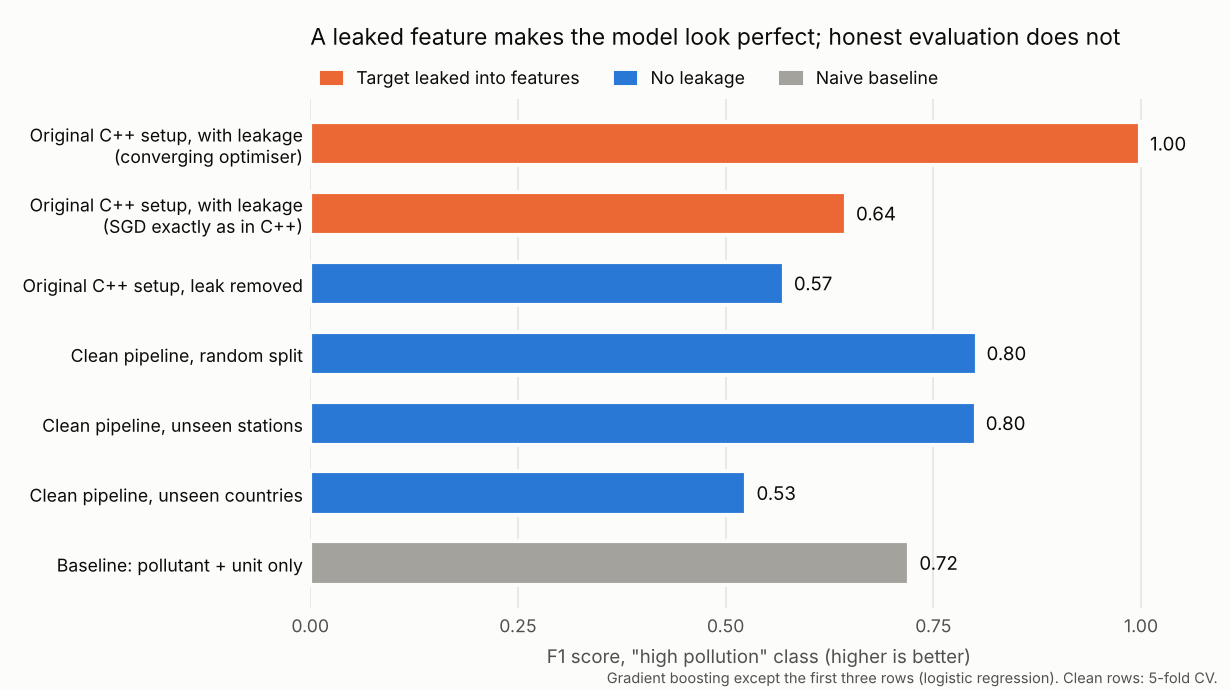 A leaked feature makes the model look perfect; honest evaluation does not
Target leaked into features
No leakage
Naive baseline
Original C++ setup, with leakage
(converging optimiser)
1.00
Original C++ setup, with leakage
(SGD exactly as in C++)
0.64
Original C++ setup, leak removed
0.57
Clean pipeline, random split
0.80
Clean pipeline, unseen stations
0.80
Clean pipeline, unseen countries
0.53
Baseline: pollutant + unit only
0.72
0.00 0.25 0.50 0.75 1.00
F1 score, "high pollution" class (higher is better)
Gradient boosting except the first three rows (logistic regression). Clean rows: 5-fold CV.